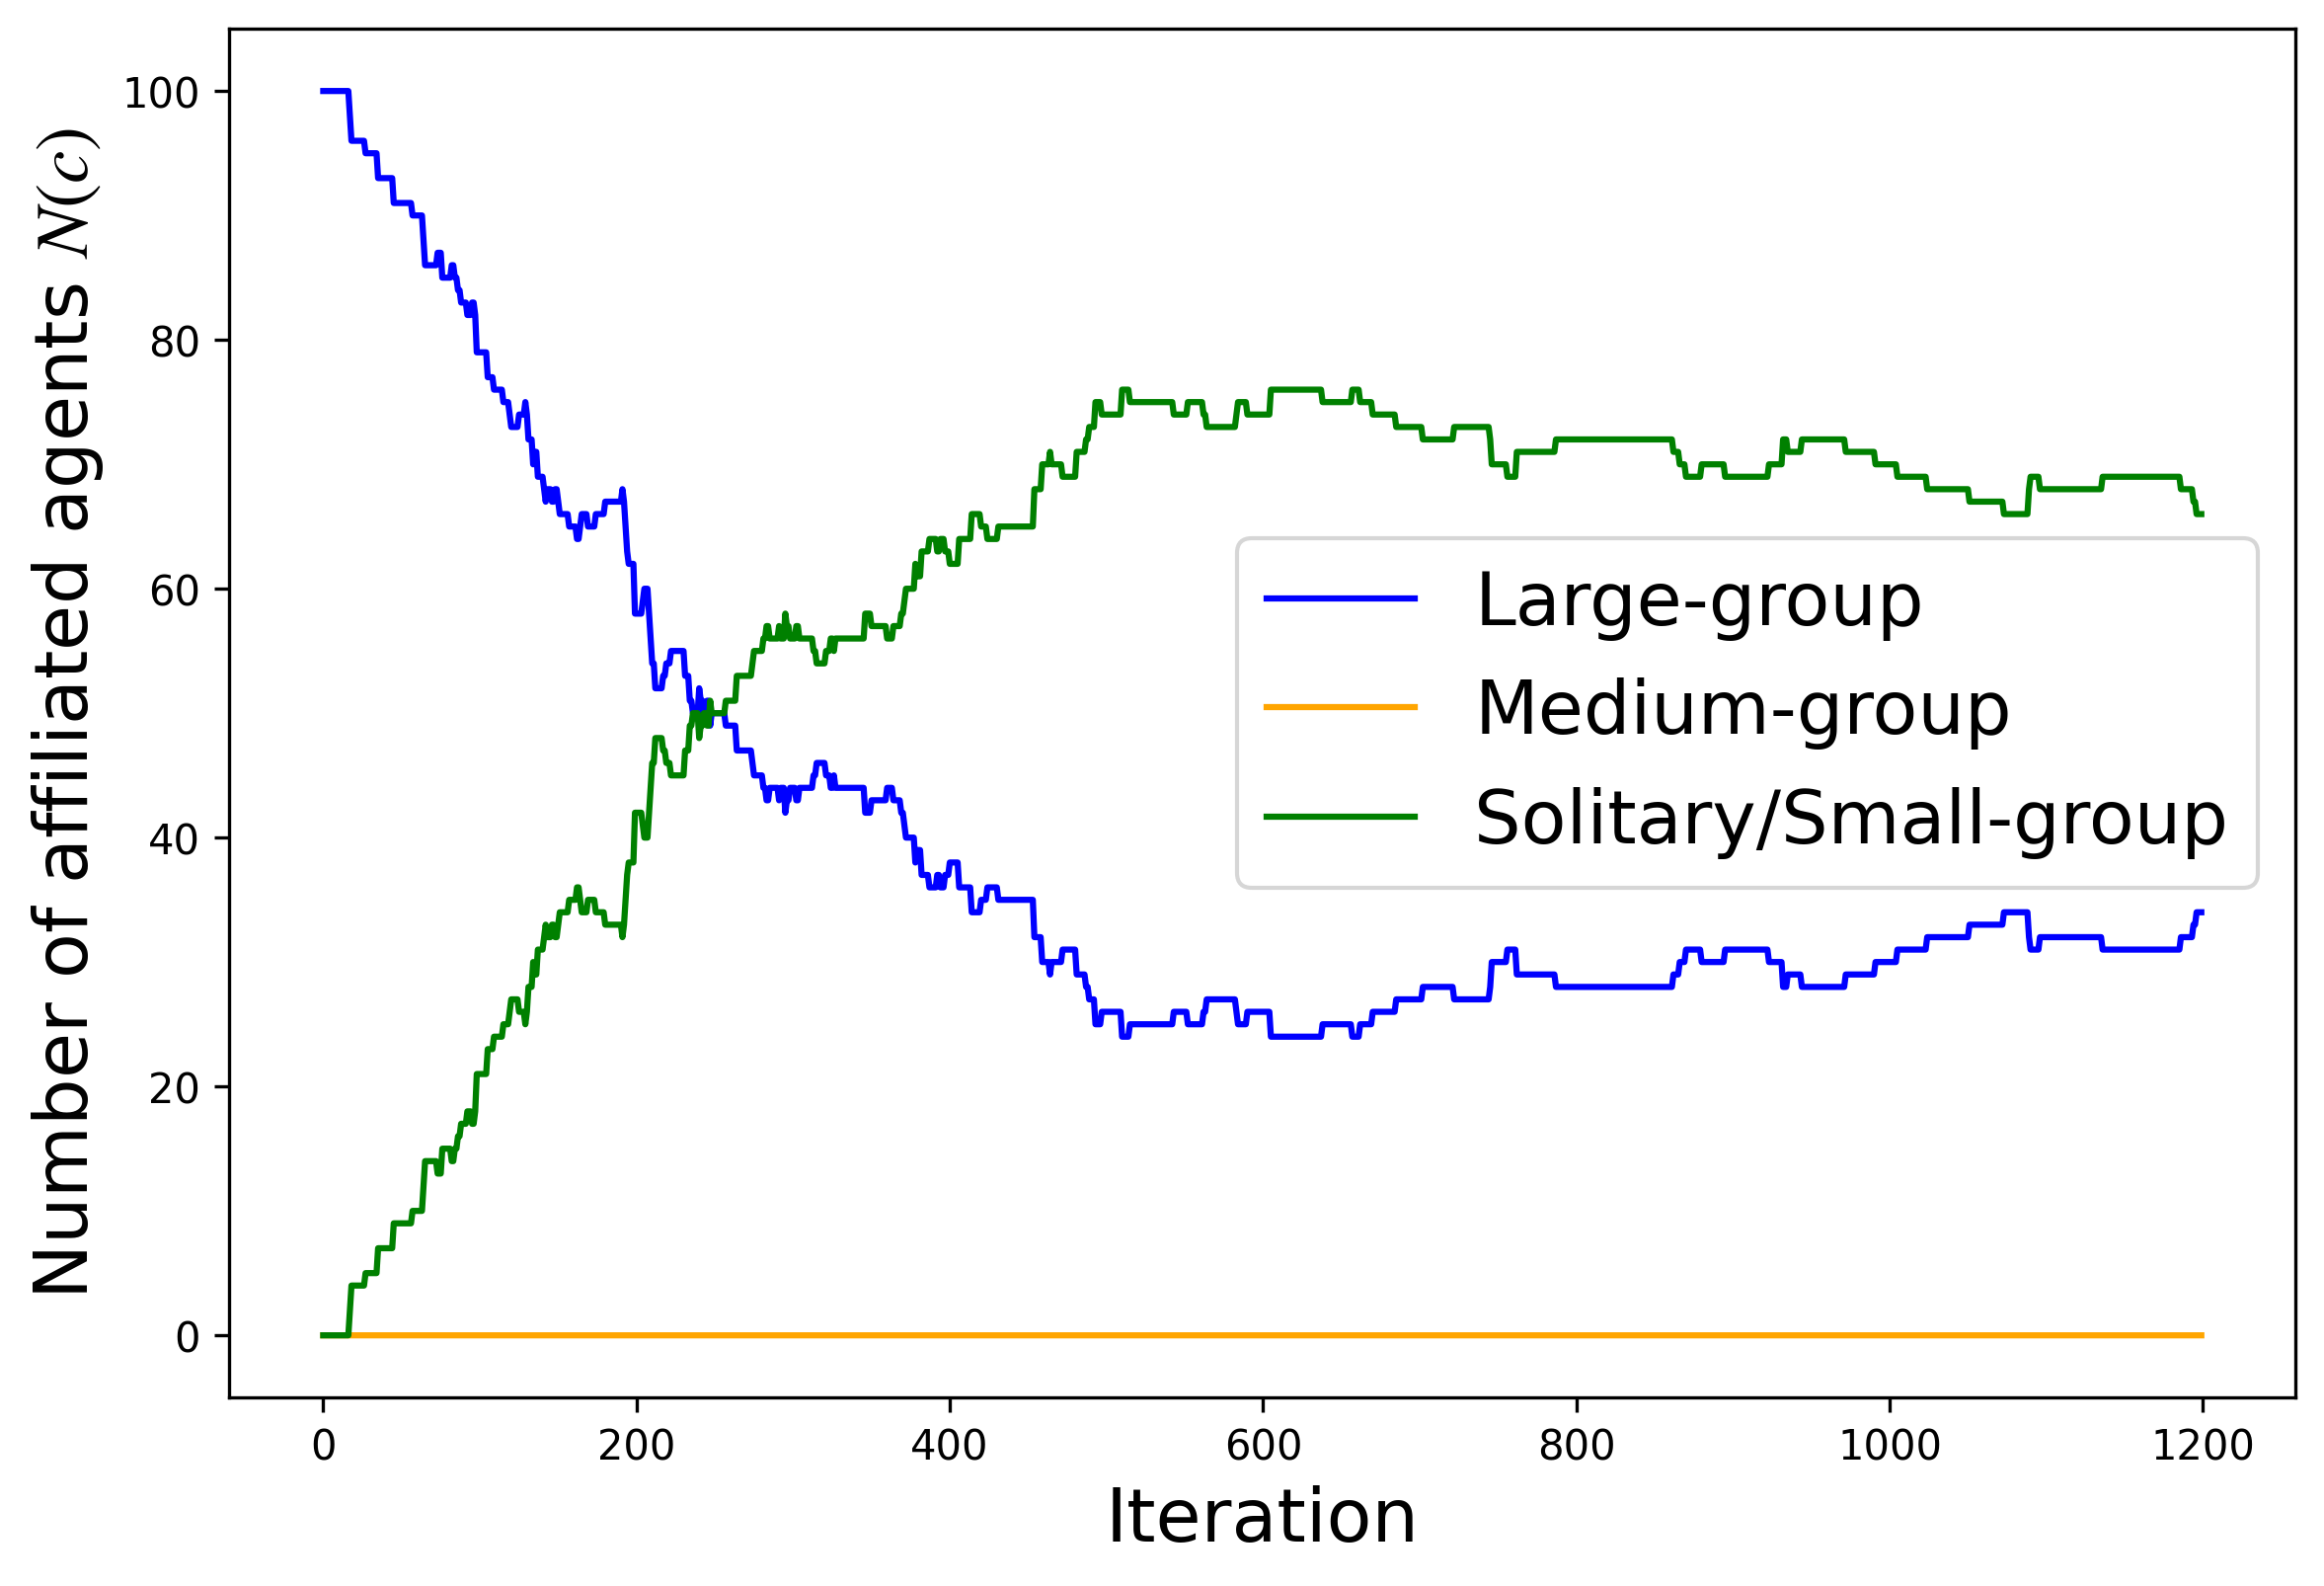 Number of affiliated agents N(c)
100
80
60
40
20
0
Large-group
Medium-group
Solitary/Small-group
0 200 400 600 800 1000 1200
Iteration